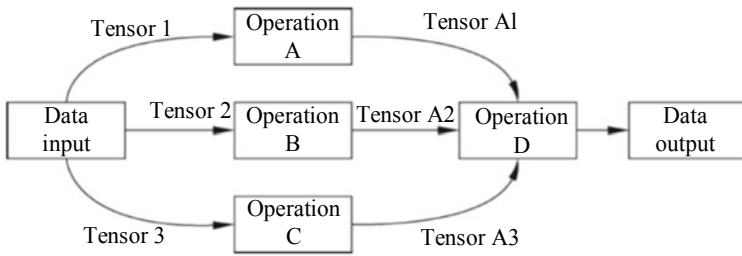 Tensor 1
Operation
A
Tensor A1
Data
input
Tensor 2
Operation
B
Tensor A2
Operation
D
Data
output
Tensor 3
Operation
C
Tensor A3